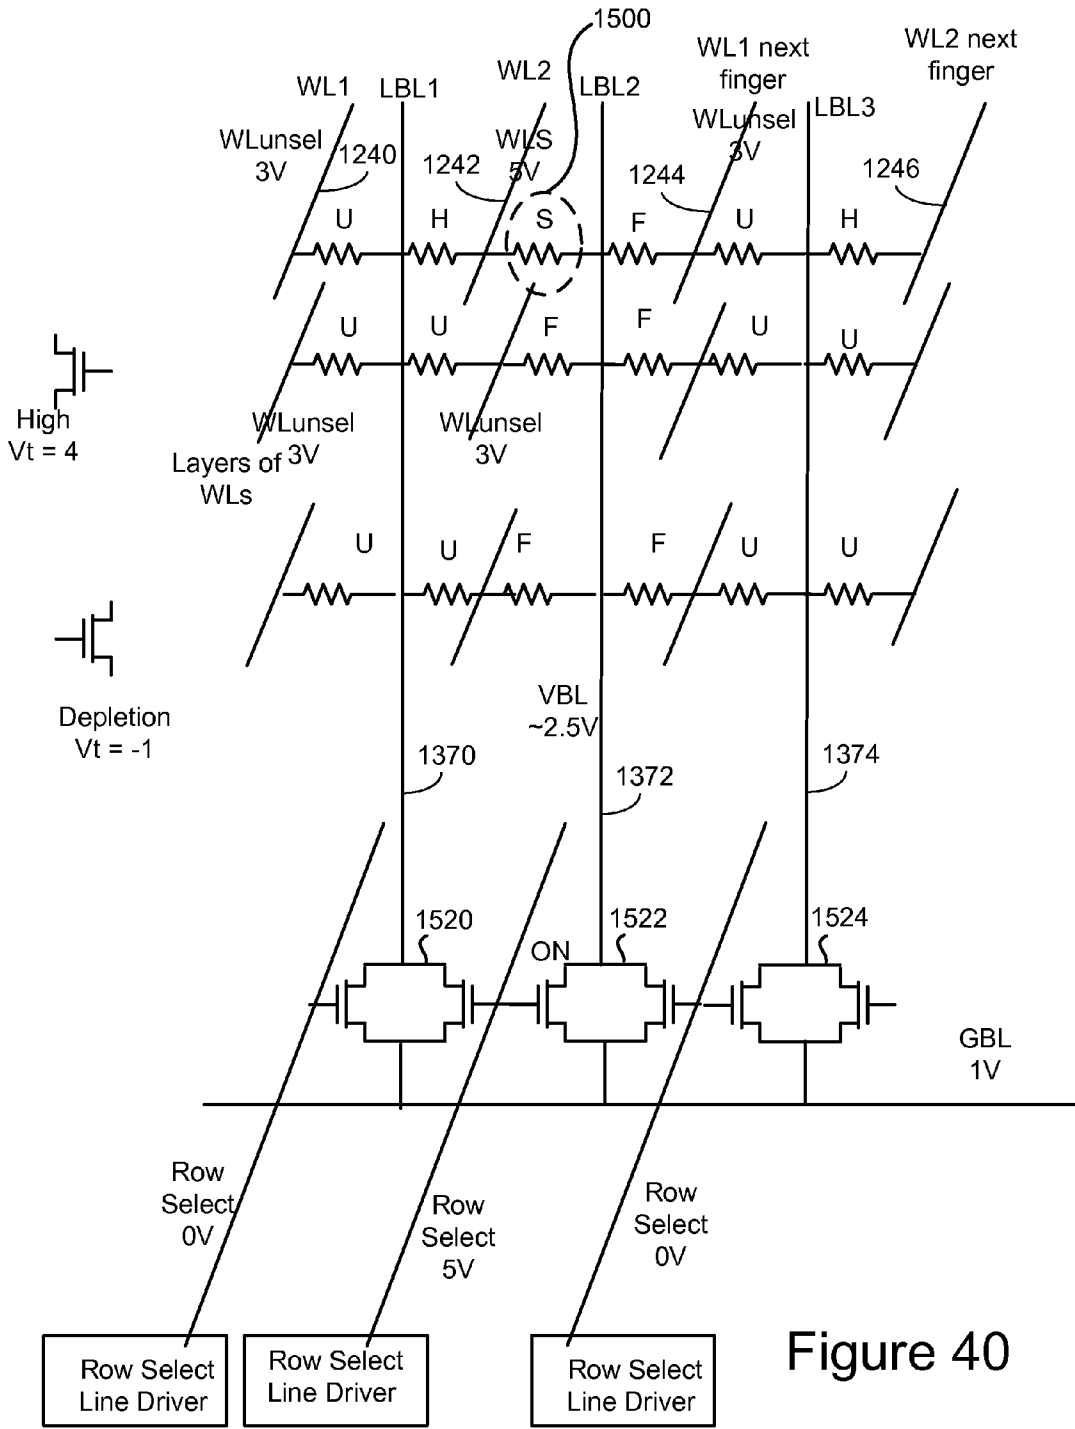 1500
WL1 next
finger
WL2 next
finger
WL1
LBL1
WL2
LBL2
LBL3
WLunsel
3V
1240
1242
WLS
5V
1244
WLunsel
3V
1246
U
H
S
F
U
H
U
U
F
F
U
U
High
Vt = 4
WLunsel
3V
WLunsel
3V
Layers of
WLs
U
U
F
F
U
U
Depletion
Vt = -1
VBL
~2.5V
1370
1372
1374
1520
ON
1522
1524
GBL
1V
Row
Select
0V
Row
Select
5V
Row
Select
0V
Row Select
Line Driver
Row Select
Line Driver
Row Select
Line Driver
Figure 40